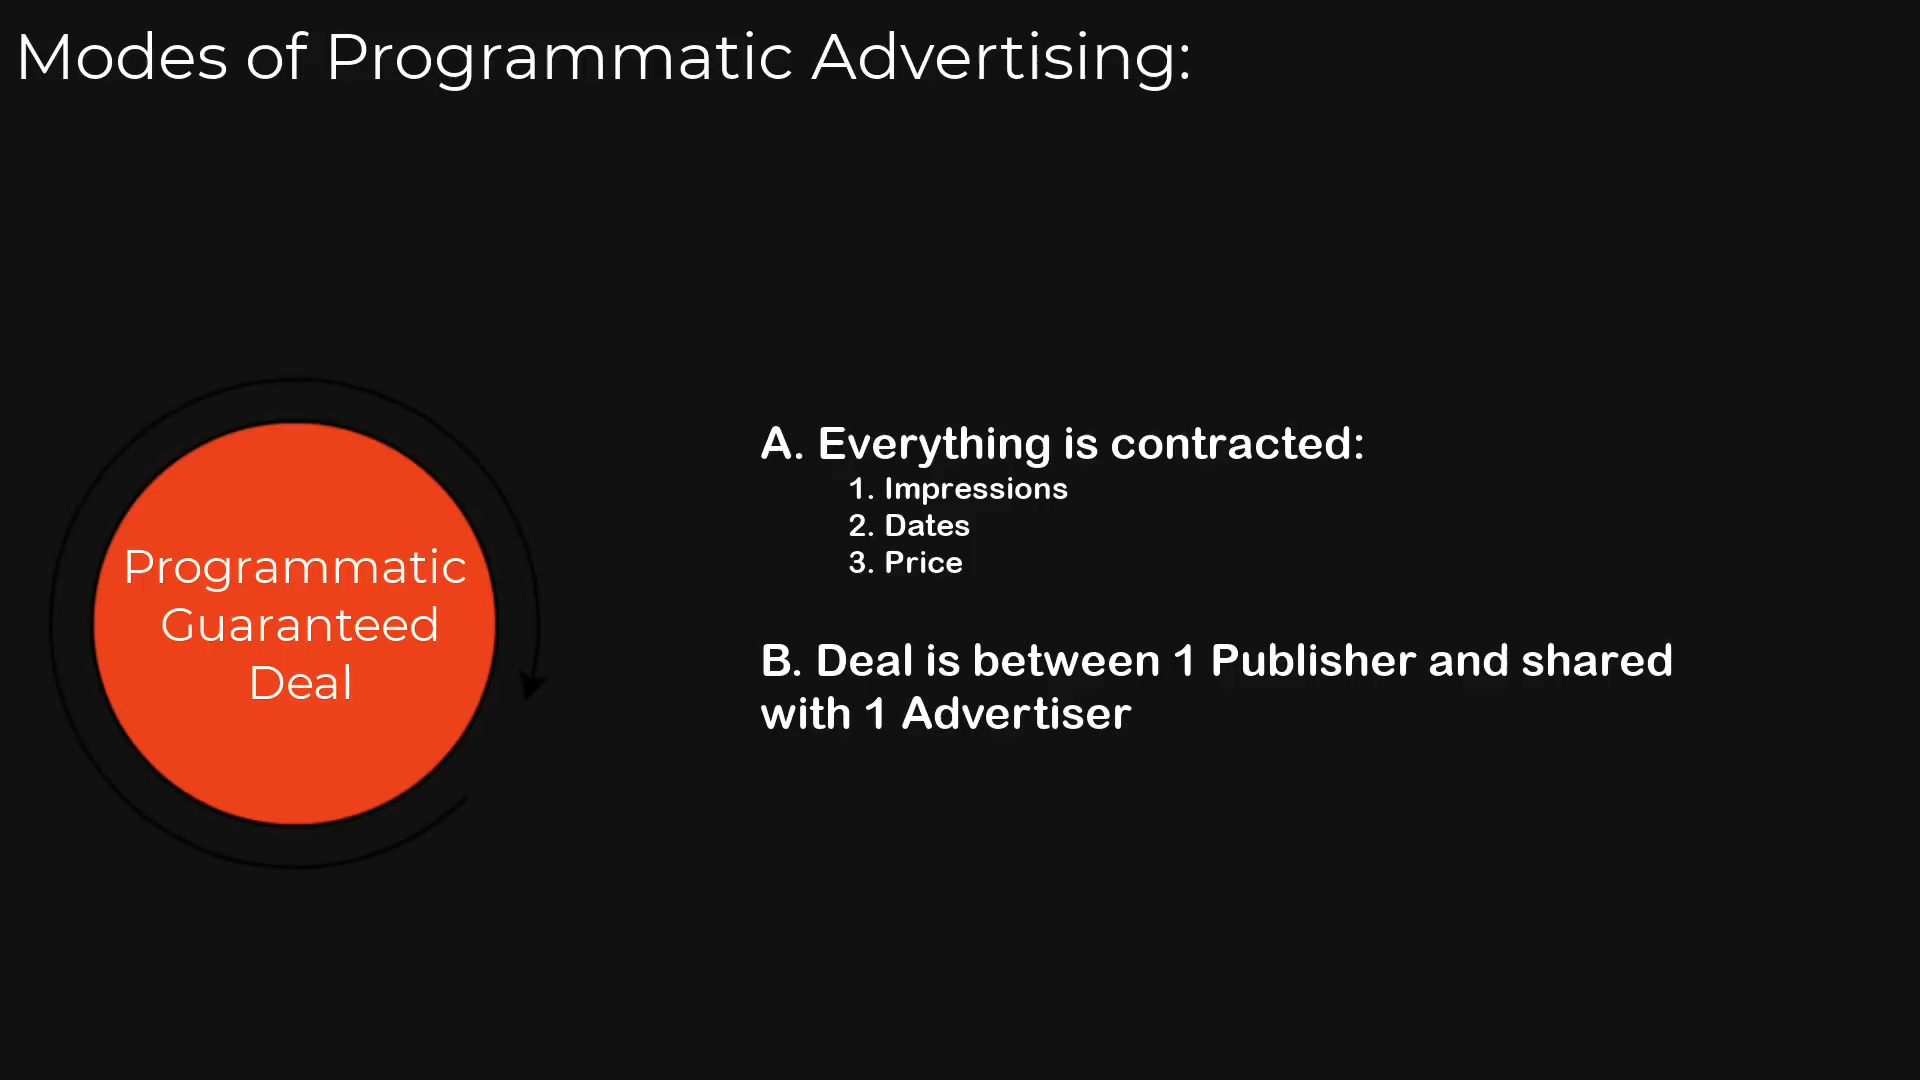 Modes of Programmatic Advertising:
Programmatic
Guaranteed
Deal
A. Everything is contracted:
1. Impressions
2. Dates
3. Price
B. Deal is between 1 Publisher and shared
with 1 Advertiser